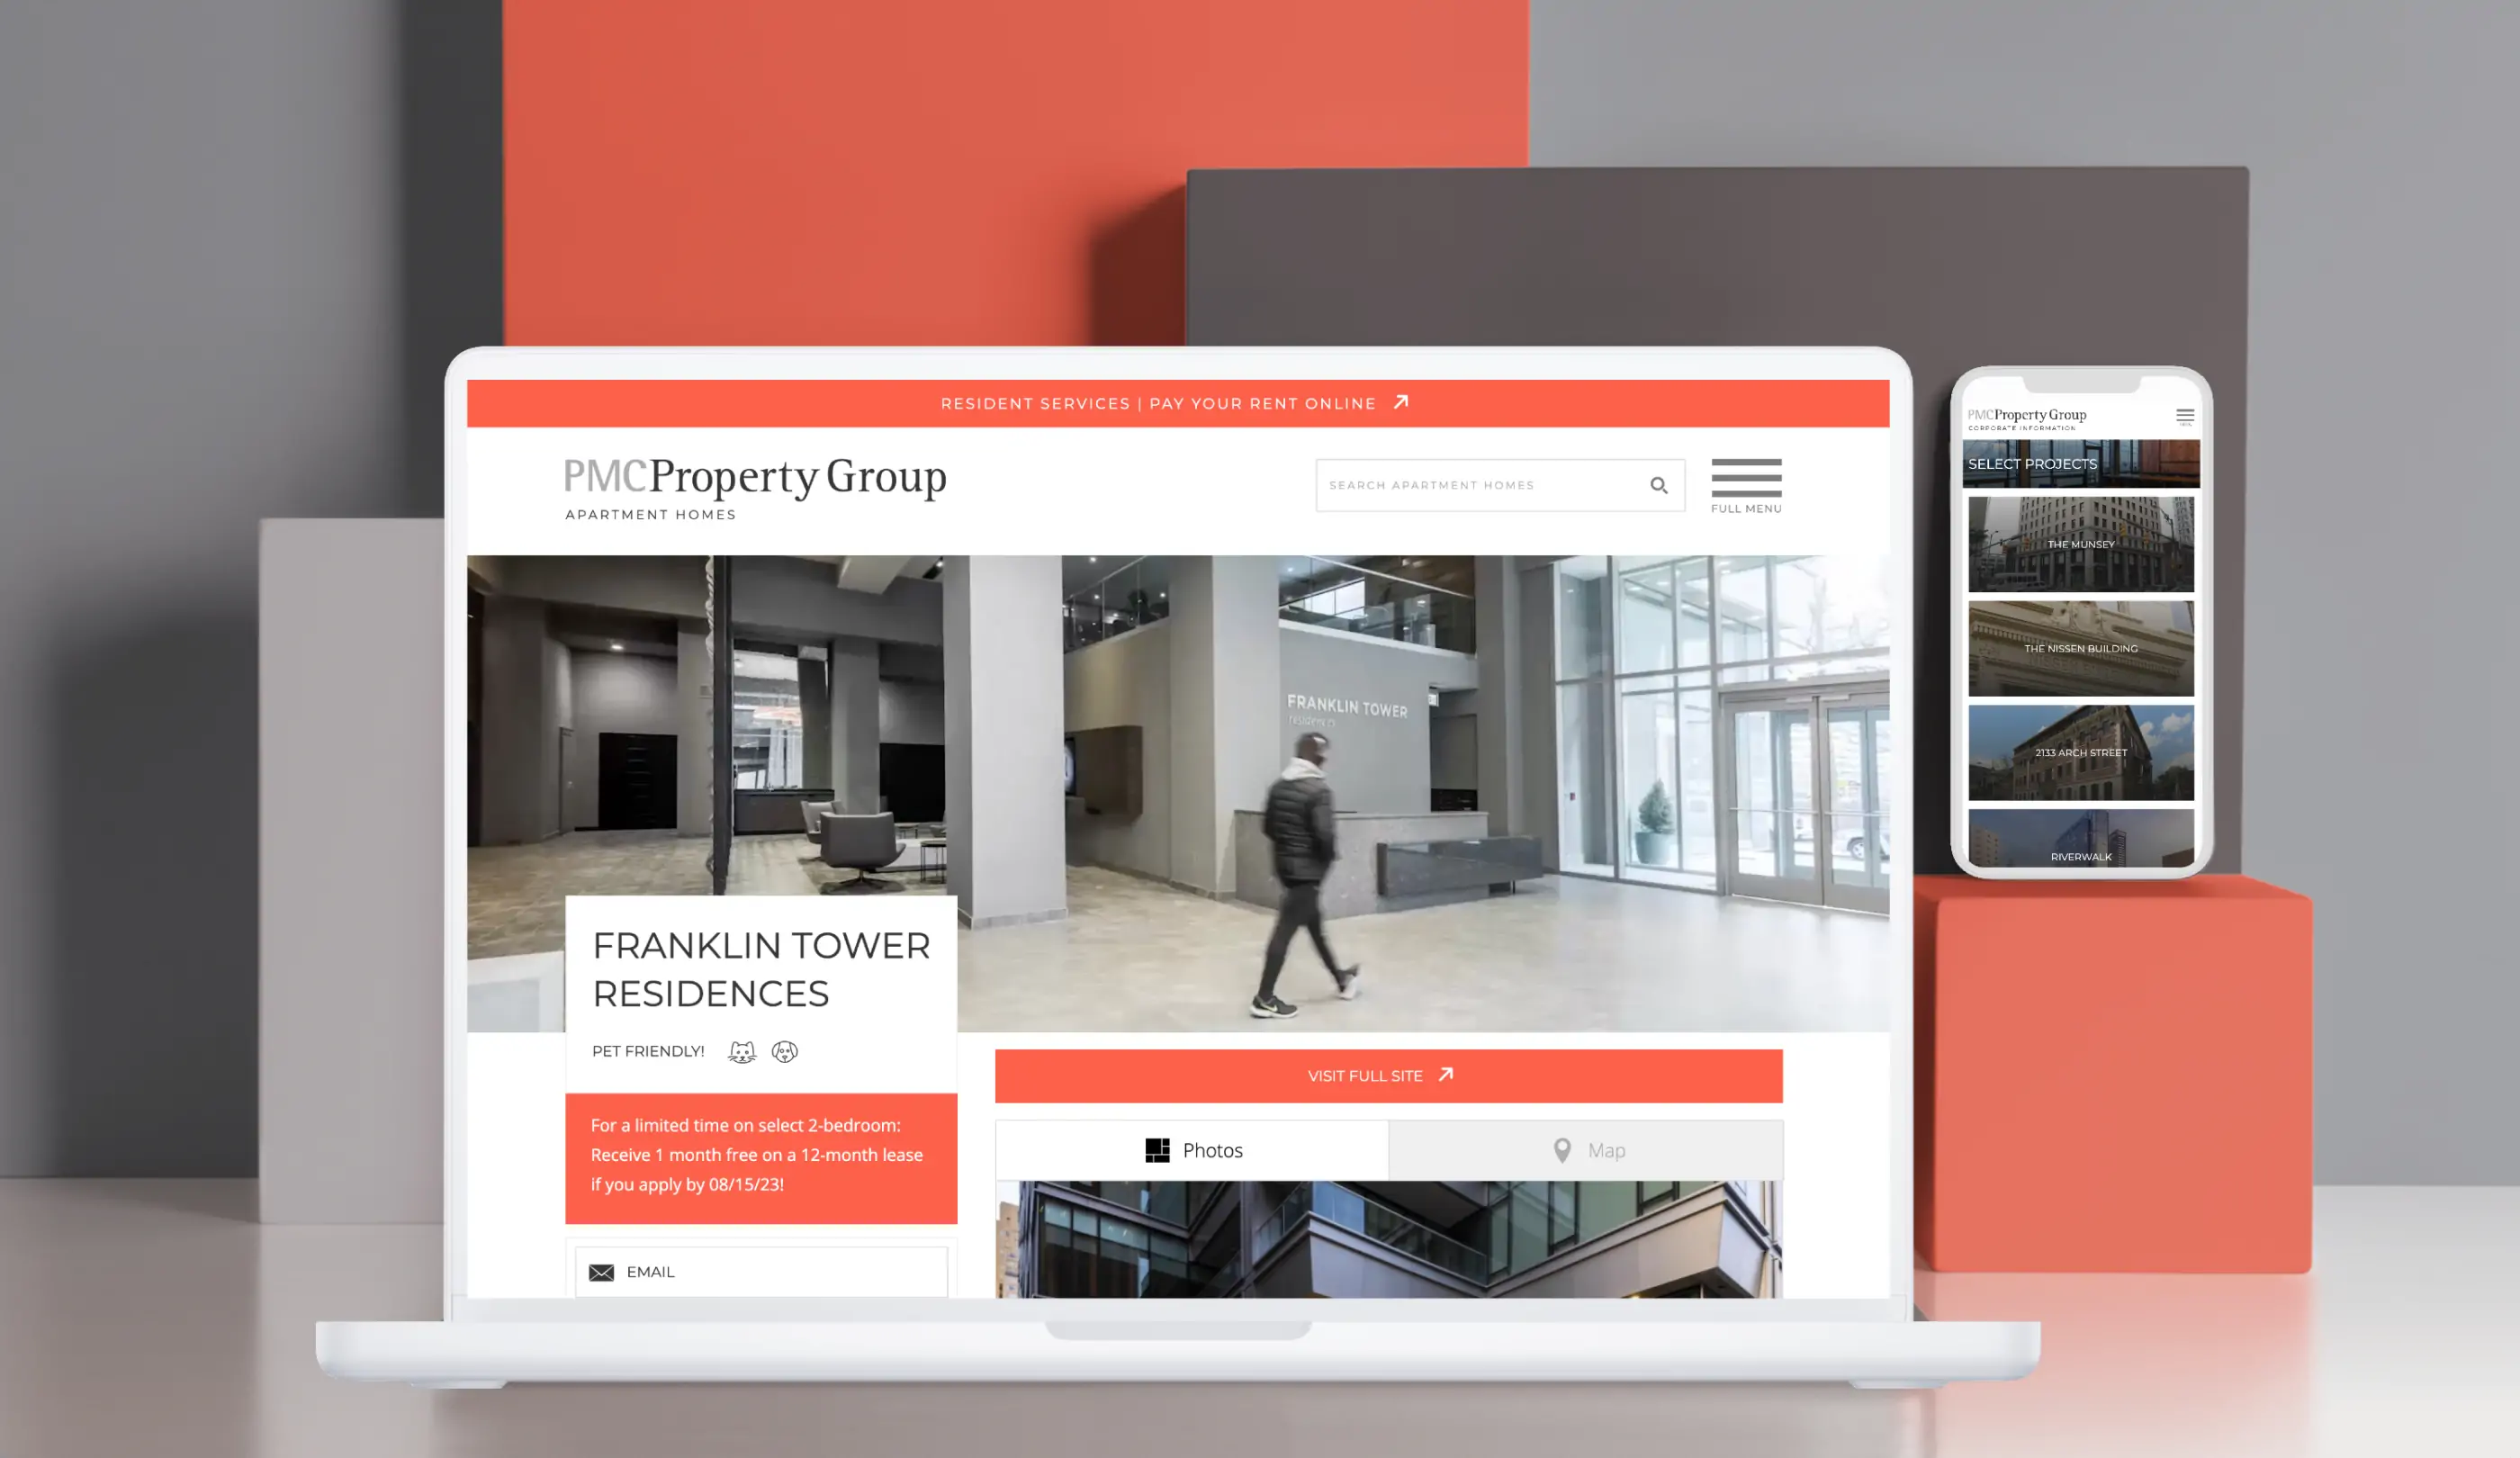 RESIDENT SERVICES | PAY YOUR RENT ONLINE
PMCProperty Group
APARTMENT HOMES
SEARCH APARTMENT HOMES
FULL MENU
FRANKLIN TOWER
residences
FRANKLIN TOWER
RESIDENCES
PET FRIENDLY!
For a limited time on select 2-bedroom:
Receive 1 month free on a 12-month lease
if you apply by 08/15/23!
EMAIL
VISIT FULL SITE
Photos
Map
PMCProperty Group
CORPORATE INFORMATION
SELECT PROJECTS
THE MUNSEY
THE NISSEN BUILDING
2133 ARCH STREET
RIVERWALK